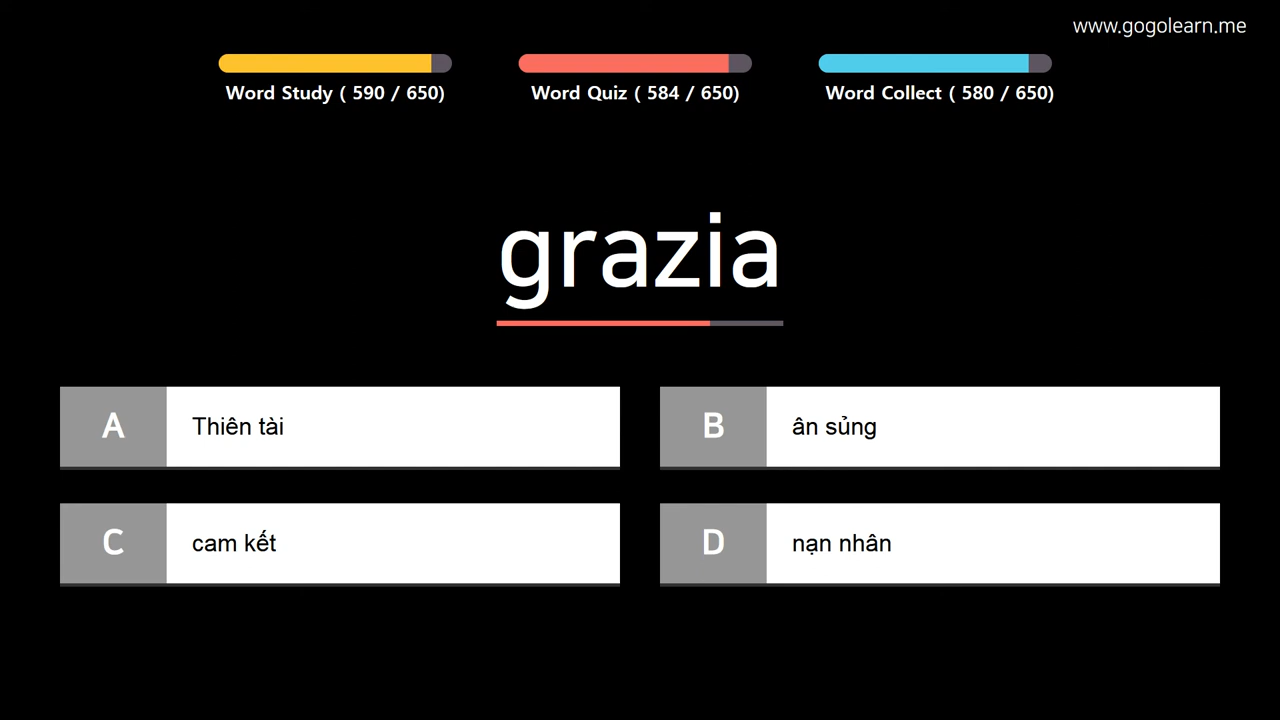 www.gogolearn.me
Word Study ( 590 / 650)
Word Quiz ( 584 / 650)
Word Collect ( 580 / 650)
grazia
A
Thiên tài
B
ân sủng
C
cam kết
D
nạn nhân